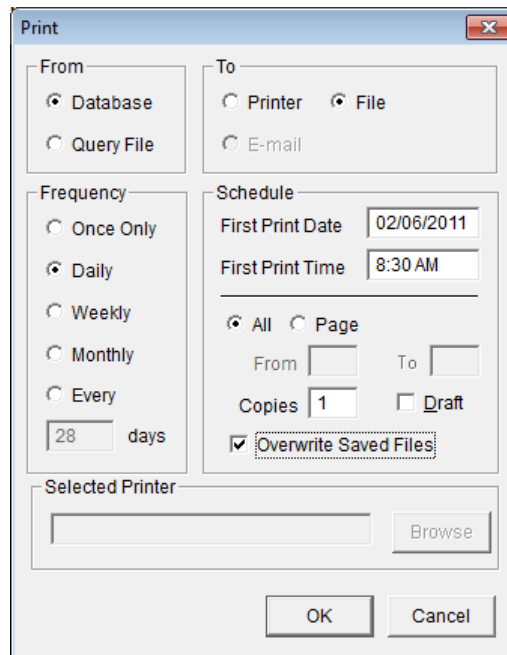 Print
From
Database
Query File
To
Printer File
E-mail
Frequency
Once Only
Daily
Weekly
Monthly
Every
28 days
Schedule
First Print Date 02/06/2011
First Print Time 8:30 AM
All Page
From To
Copies 1 Draft
Overwrite Saved Files
Selected Printer
Browse
OK Cancel